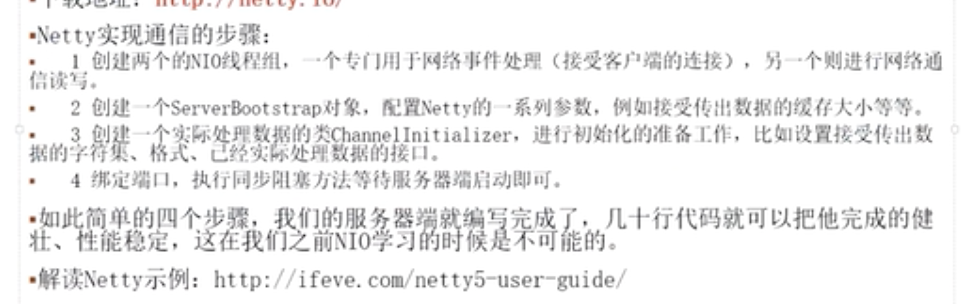 ▪下载地址：http://netty.io/
▪Netty实现通信的步骤：
▪ 1 创建两个的NIO线程组，一个专门用于网络事件处理（接受客户端的连接），另一个则进行网络通
信读写。
▪ 2 创建一个ServerBootstrap对象，配置Netty的一系列参数，例如接受传出数据的缓存大小等等。
▪ 3 创建一个实际处理数据的类ChannelInitializer，进行初始化的准备工作，比如设置接受传出数
据的字符集、格式、已经实际处理数据的接口。
▪ 4 绑定端口，执行同步阻塞方法等待服务器端启动即可。
▪如此简单的四个步骤，我们的服务器端就编写完成了，几十行代码就可以把他完成的健
壮、性能稳定，这在我们之前NIO学习的时候是不可能的。
▪解读Netty示例：http://ifeve.com/netty5-user-guide/